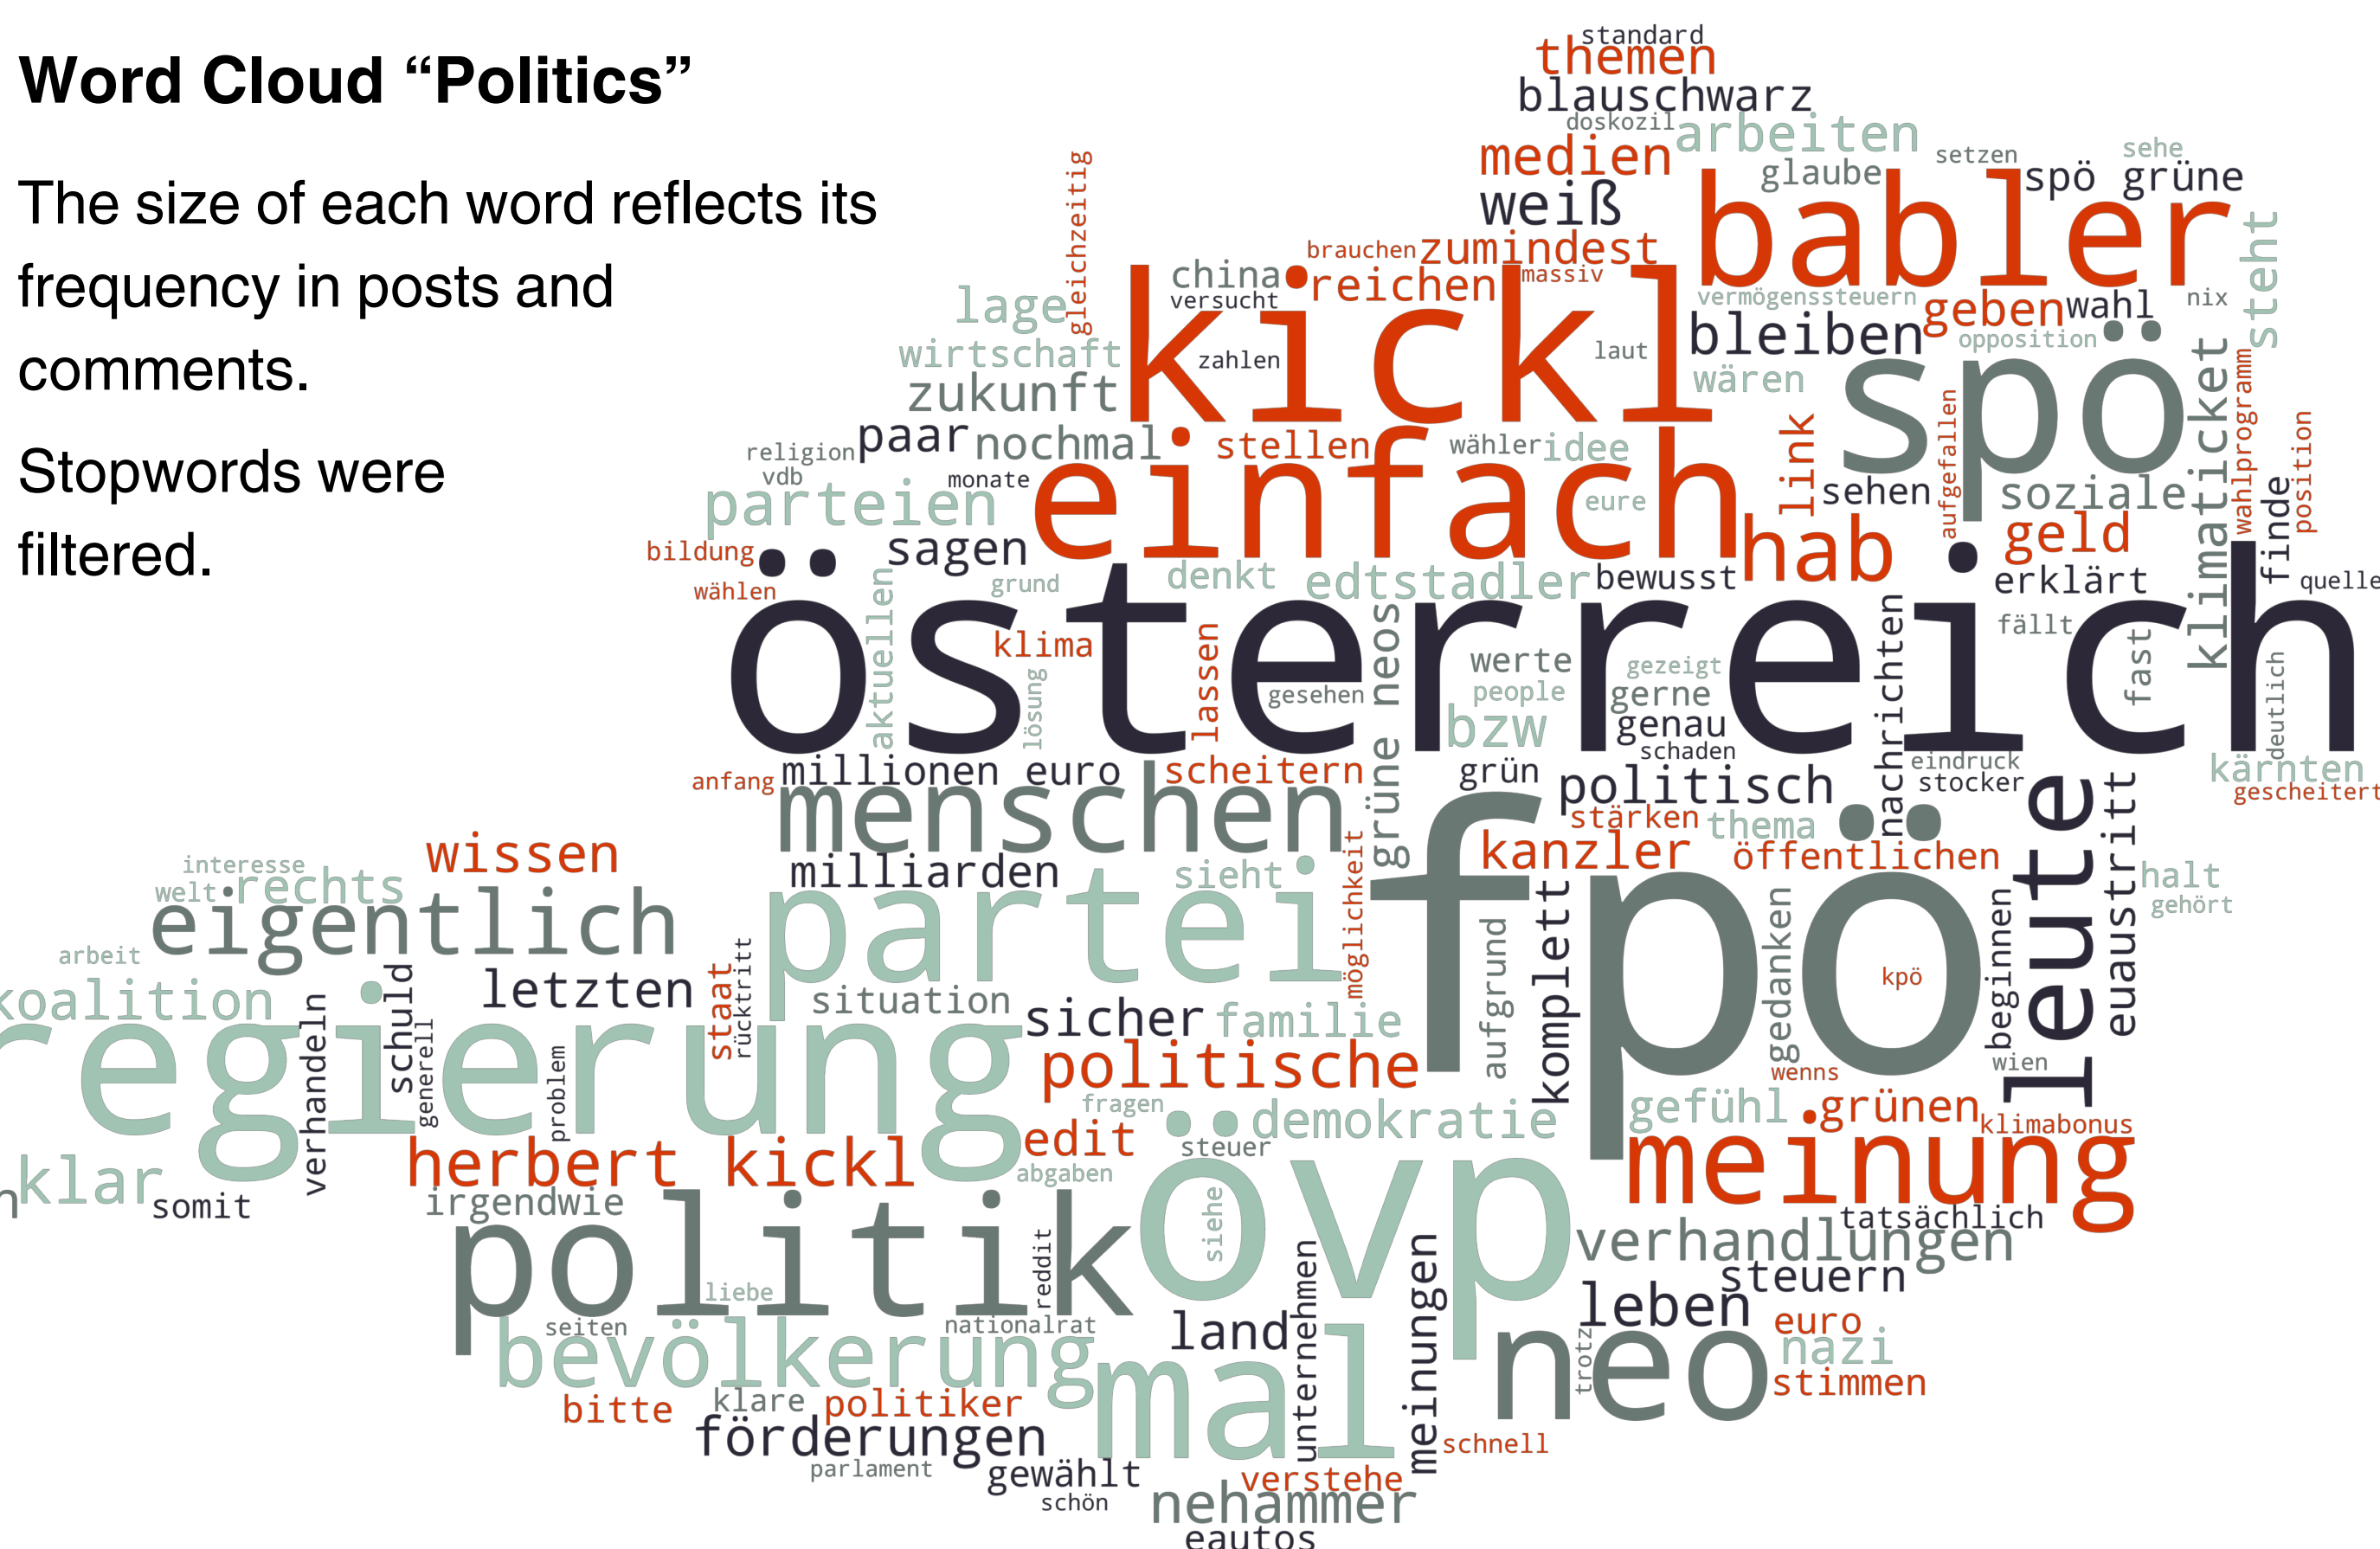 Word Cloud “Politics”
The size of each word reflects its
frequency in posts and
comments.
Stopwords were
filtered.
standard
themen
blauschwarz
doskozil
arbeiten
medien
glaube
setzen
sehe
weiß
babler
spö grüne
gleichzeitig
brauchen
zumindest
steht
china
reichen
massiv
versucht
lage
vermögenssteuern
geben
wahl
nix
kickl
bleiben
opposition
wirtschaft
zahlen
laut
wären
spö
zukunft
klimaticket
wahlprogramm
paar
nochmal
stellen
wähler
idee
link
aufgefallen
position
religion
vdb
monate
einfach
eure
sehen
soziale
finde
parteien
bildung
sagen
hab
geld
wählen
grund
denkt
edtstadler
bewusst
erklärt
quelle
aktuellen
österreich
klima
lassen
grüne neos
werte
gezeigt
nachrichten
fällt
fast
lösung
gesehen
people
gerne
deutlich
bzw
genau
schaden
anfang
millionen euro
scheitern
grün
politisch
eindruck
stocker
kärnten
gescheitert
menschen
stärken
thema
leute
euaustritt
wissen
möglichkeit
kanzler
öffentlichen
interesse
welt
rechts
milliarden
sieht
fpö
halt
gehört
eigentlich
partei
arbeit
aufgrund
komplett
agedanken
kpö
beginnen
koalition
schuld
letzten
staat
rücktritt
situation
sicher
familie
regierung
verhandeln
generell
problem
politische
wenns
wien
fragen
demokratie
gefühl
grünen
klimabonus
klar
herbert kickl
edit
steuer
meinung
somit
irgendwie
abgaben
övp
siehe
tatsächlich
politik
reddit
verhandlungen
liebe
unternehmen
meinungen
steuern
seiten
nationalrat
land
leben
euro
bevölkerung
mal
neo
trotz
nazi
bitte
klare
politiker
stimmen
förderungen
schnell
parlament
gewählt
verstehe
schön
nehammer
eautos